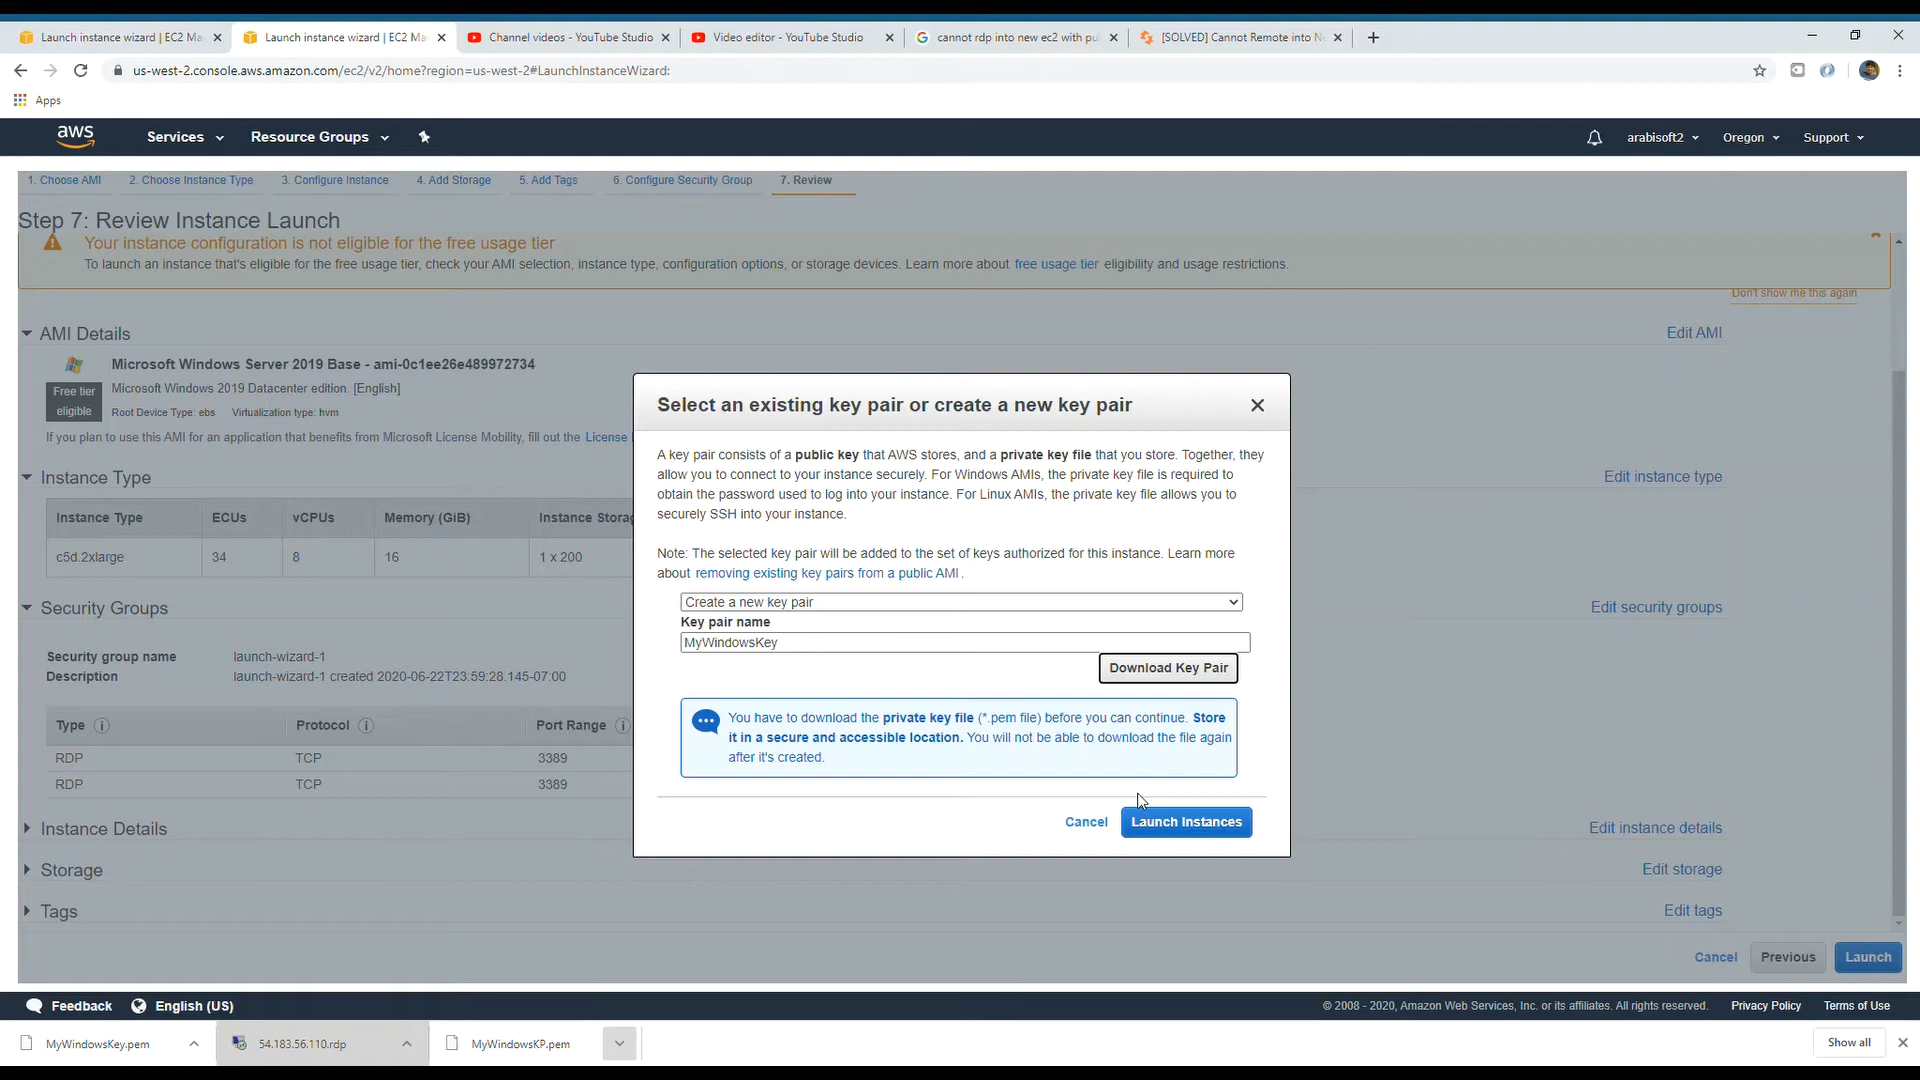 Launch instance wizard | EC2 Ma
Launch instance wizard | EC2 Ma
Channel videos - YouTube Studio
Video editor - YouTube Studio
cannot rdp into new ec2 with pu
[SOLVED] Cannot Remote into N
us-west-2.console.aws.amazon.com/ec2/v2/home?region=us-west-2#LaunchInstanceWizard:
Apps
aws
Services
Resource Groups
arabisoft2
Oregon
Support
1. Choose AMI
2. Choose Instance Type
3. Configure Instance
4. Add Storage
5. Add Tags
6. Configure Security Group
7. Review
Step 7: Review Instance Launch
Your instance configuration is not eligible for the free usage tier
To launch an instance that's eligible for the free usage tier, check your AMI selection, instance type, configuration options, or storage devices. Learn more about free usage tier eligibility and usage restrictions.
Don't show me this again
AMI Details
Edit AMI
Microsoft Windows Server 2019 Base - ami-0c1ee26e489972734
Free tier
eligible
Microsoft Windows 2019 Datacenter edition. [English]
Root Device Type: ebs Virtualization type: hvm
If you plan to use this AMI for an application that benefits from Microsoft License Mobility, fill out the License
Instance Type
Edit instance type
Instance Type ECUs vCPUs Memory (GiB) Instance Storag
c5d.2xlarge 34 8 16 1 x 200
Security Groups
Edit security groups
Security group name launch-wizard-1
Description launch-wizard-1 created 2020-06-22T23:59:28.145-07:00
Type Protocol Port Range
RDP TCP 3389
RDP TCP 3389
Instance Details
Edit instance details
Storage
Edit storage
Tags
Edit tags
Select an existing key pair or create a new key pair
A key pair consists of a public key that AWS stores, and a private key file that you store. Together, they
allow you to connect to your instance securely. For Windows AMIs, the private key file is required to
obtain the password used to log into your instance. For Linux AMIs, the private key file allows you to
securely SSH into your instance.
Note: The selected key pair will be added to the set of keys authorized for this instance. Learn more
about removing existing key pairs from a public AMI.
Create a new key pair
Key pair name
MyWindowsKey
Download Key Pair
You have to download the private key file (*.pem file) before you can continue. Store
it in a secure and accessible location. You will not be able to download the file again
after it's created.
Cancel
Launch Instances
Cancel
Previous
Launch
Feedback
English (US)
© 2008 - 2020, Amazon Web Services, Inc. or its affiliates. All rights reserved.
Privacy Policy
Terms of Use
MyWindowsKey.pem
54.183.56.110.rdp
MyWindowsKP.pem
Show all